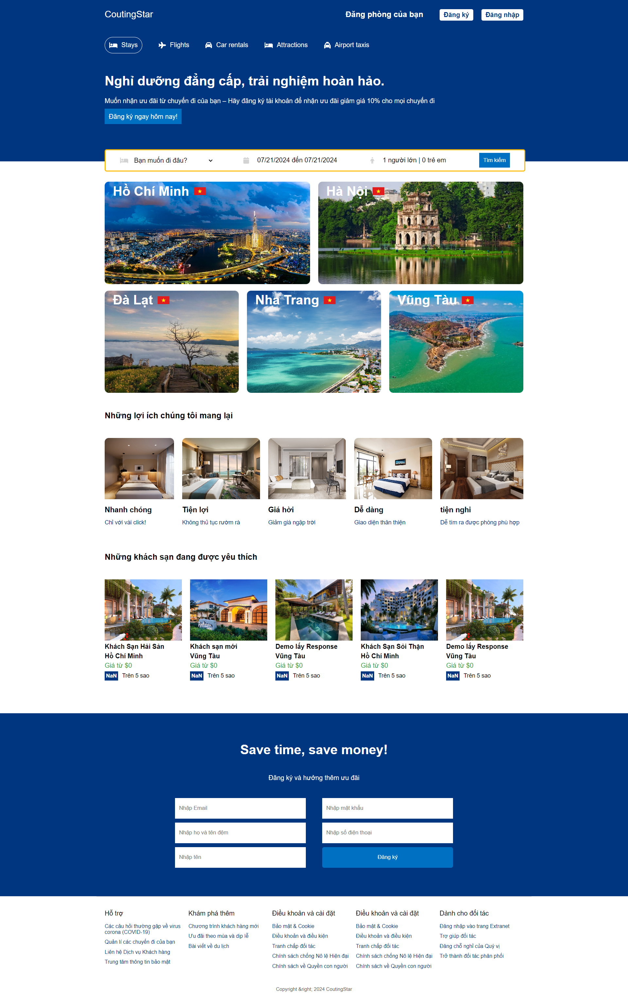 CoutingStar
Đăng phòng của bạn
Đăng ký
Đăng nhập
Stays
Flights
Car rentals
Attractions
Airport taxis
Nghỉ dưỡng đẳng cấp, trải nghiệm hoàn hảo.
Muốn nhận ưu đãi từ chuyến đi của bạn – Hãy đăng ký tài khoản để nhận ưu đãi giảm giá 10% cho mọi chuyến đi
Đăng ký ngay hôm nay!
Bạn muốn đi đâu?
07/21/2024 đến 07/21/2024
1 người lớn | 0 trẻ em
Tìm kiếm
Hồ Chí Minh
Hà Nội
Đà Lạt
Nha Trang
Vũng Tàu
Những lợi ích chúng tôi mang lại
Nhanh chóng
Chỉ với vài click!
Tiện lợi
Không thủ tục rườm rà
Giá hời
Giảm giá ngập trời
Dễ dàng
Giao diện thân thiện
tiện nghi
Dễ tìm ra được phòng phù hợp
Những khách sạn đang được yêu thích
Khách Sạn Hải Sản
Hồ Chí Minh
Giá từ $0
NaN Trên 5 sao
Khách sạn mới
Vũng Tàu
Giá từ $0
NaN Trên 5 sao
Demo lấy Response
Vũng Tàu
Giá từ $0
NaN Trên 5 sao
Khách Sạn Sỏi Thận
Hồ Chí Minh
Giá từ $0
NaN Trên 5 sao
Demo lấy Response
Vũng Tàu
Giá từ $0
NaN Trên 5 sao
Save time, save money!
Đăng ký và hưởng thêm ưu đãi
Nhập Email
Nhập mật khẩu
Nhập họ và tên đệm
Nhập số điện thoại
Nhập tên
Đăng ký
Hỗ trợ
Các câu hỏi thường gặp về virus
corona (COVID-19)
Quản lí các chuyến đi của bạn
Liên hệ Dịch vụ Khách hàng
Trung tâm thông tin bảo mật
Khám phá thêm
Chương trình khách hàng mới
Ưu đãi theo mùa và dịp lễ
Bài viết về du lịch
Điều khoản và cài đặt
Bảo mật & Cookie
Điều khoản và điều kiện
Tranh chấp đối tác
Chính sách chống Nô lệ Hiện đại
Chính sách về Quyền con người
Điều khoản và cài đặt
Bảo mật & Cookie
Điều khoản và điều kiện
Tranh chấp đối tác
Chính sách chống Nô lệ Hiện đại
Chính sách về Quyền con người
Dành cho đối tác
Đăng nhập vào trang Extranet
Trợ giúp đối tác
Đăng chỗ nghỉ của Quý vị
Trở thành đối tác phân phối
Copyright &right; 2024 CoutingStar